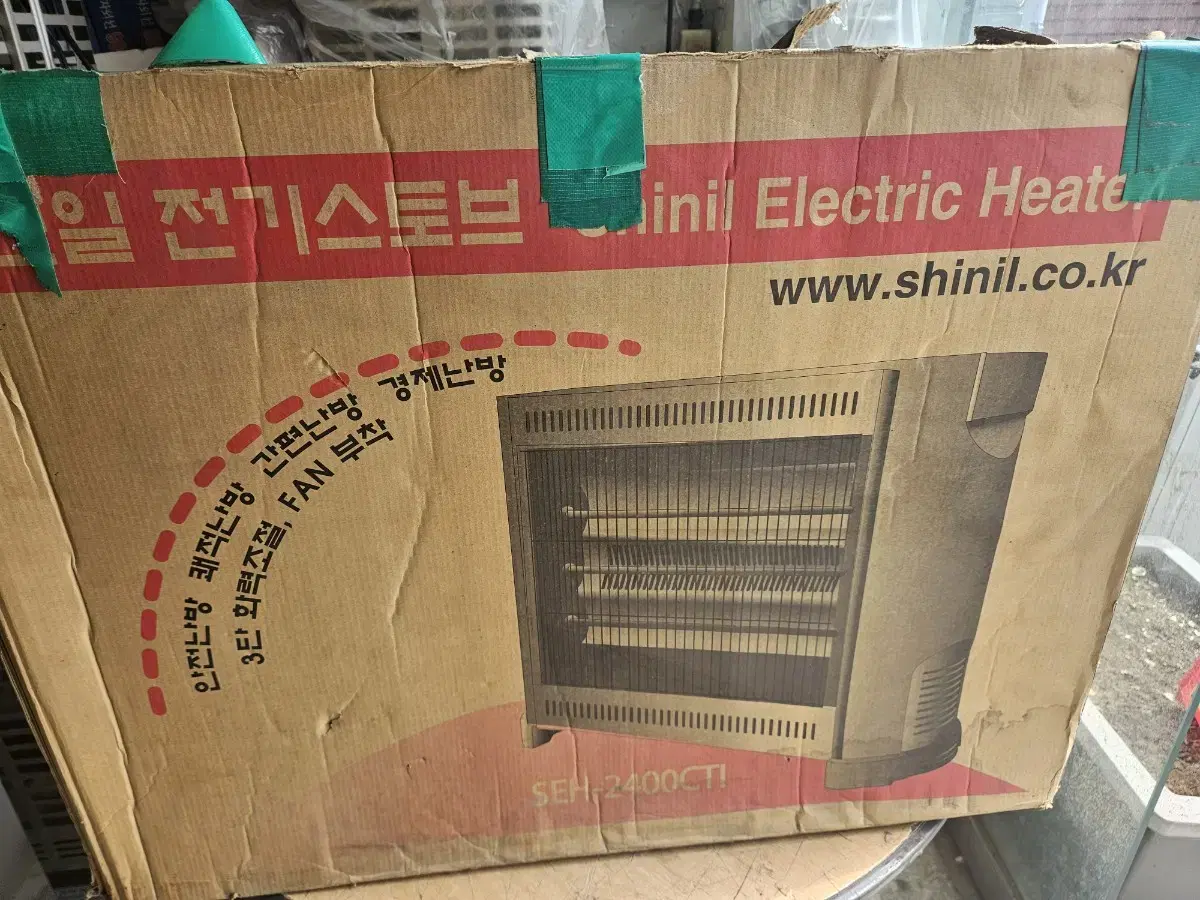 일 전기스토브 Shinil Electric Heater
www.shinil.co.kr
안전난방 쾌적난방 간편난방 경제난방
3단 화력조절, FAN 부착
SEH-2400CTI